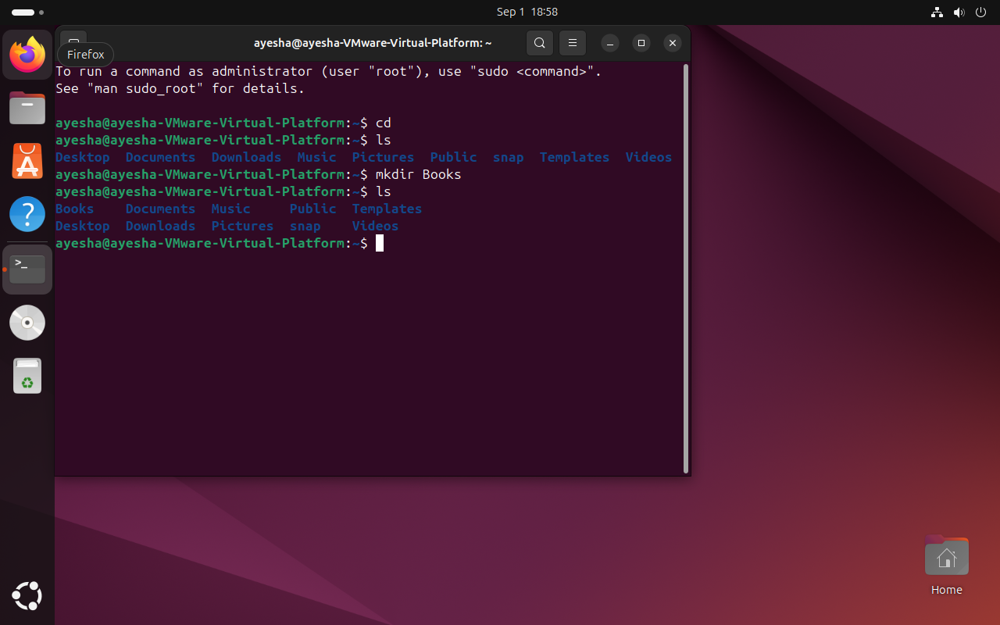 Sep 1 18:58
ayesha@ayesha-VMware-Virtual-Platform: ~
Firefox
To run a command as administrator (user "root"), use "sudo <command>".
See "man sudo_root" for details.
ayesha@ayesha-VMware-Virtual-Platform:~$ cd
ayesha@ayesha-VMware-Virtual-Platform:~$ ls
Desktop Documents Downloads Music Pictures Public snap Templates Videos
ayesha@ayesha-VMware-Virtual-Platform:~$ mkdir Books
ayesha@ayesha-VMware-Virtual-Platform:~$ ls
Books Documents Music Public Templates
Desktop Downloads Pictures snap Videos
ayesha@ayesha-VMware-Virtual-Platform:~$
Home